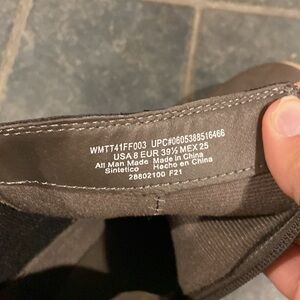 WMTT41FF003 UPC#0605388516466
USA 8 EUR 39½ MEX 25
All Man Made Made in China
Sintetico Hecho en China
28802100 F21